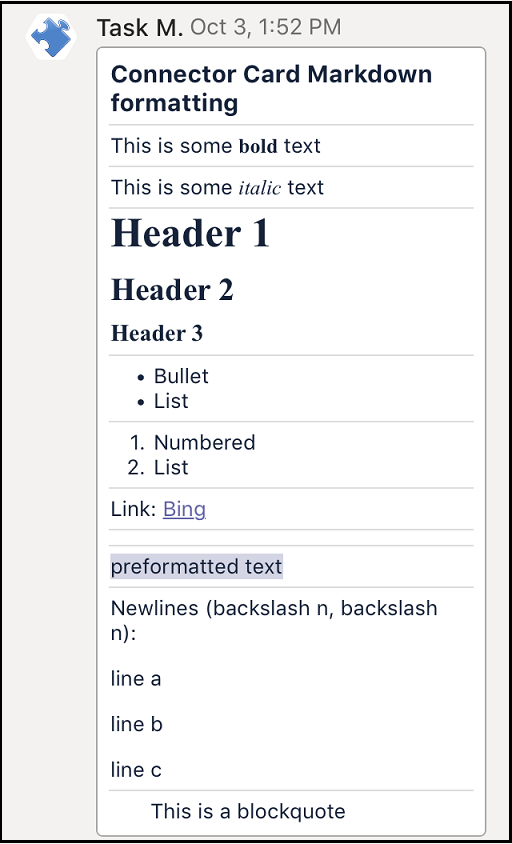 Task M. Oct 3, 1:52 PM
Connector Card Markdown
formatting
This is some bold text
This is some italic text
Header 1
Header 2
Header 3
• Bullet
• List
1. Numbered
2. List
Link: Bing
preformatted text
Newlines (backslash n, backslash
n):
line a
line b
line c
This is a blockquote